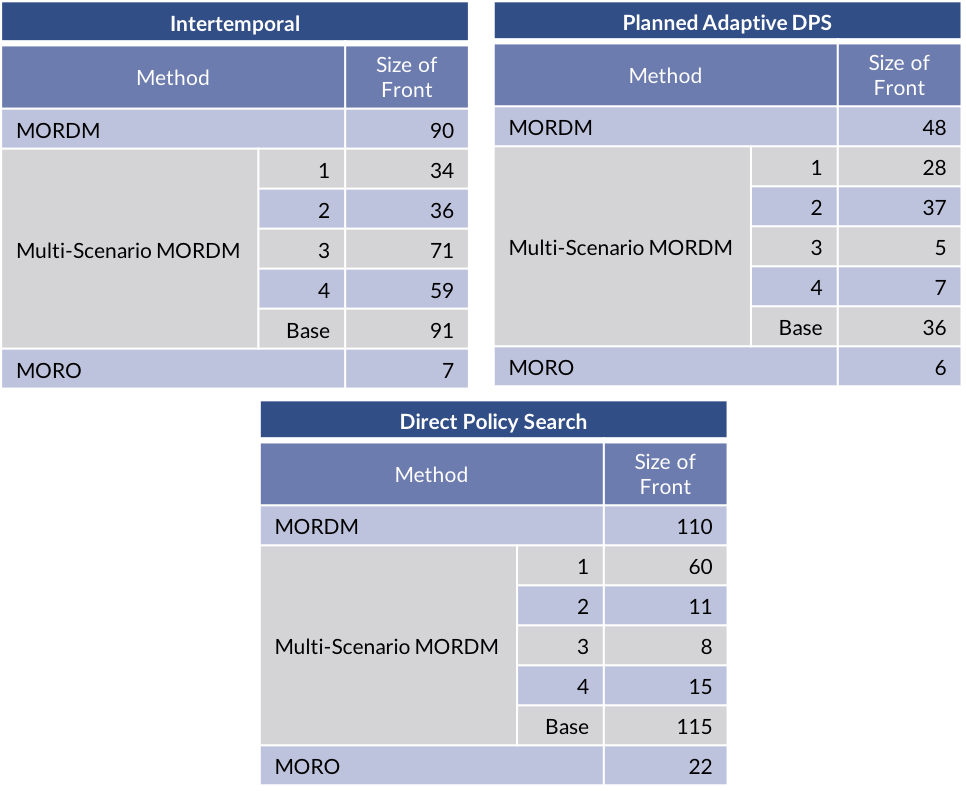 Intertemporal
Method Size of
Front
MORDM 90
1 34
2 36
Multi-Scenario MORDM 3 71
4 59
Base 91
MORO 7
Planned Adaptive DPS
Method Size of
Front
MORDM 48
1 28
2 37
Multi-Scenario MORDM 3 5
4 7
Base 36
MORO 6
Direct Policy Search
Method Size of
Front
MORDM 110
1 60
2 11
Multi-Scenario MORDM 3 8
4 15
Base 115
MORO 22